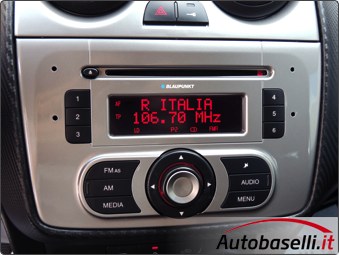 BLAUPUNKT
1
2
3
R ITALIA
106.70 MHz
4
5
6
FM AS
AM
MEDIA
AUDIO
MENU
Autobaselli.it